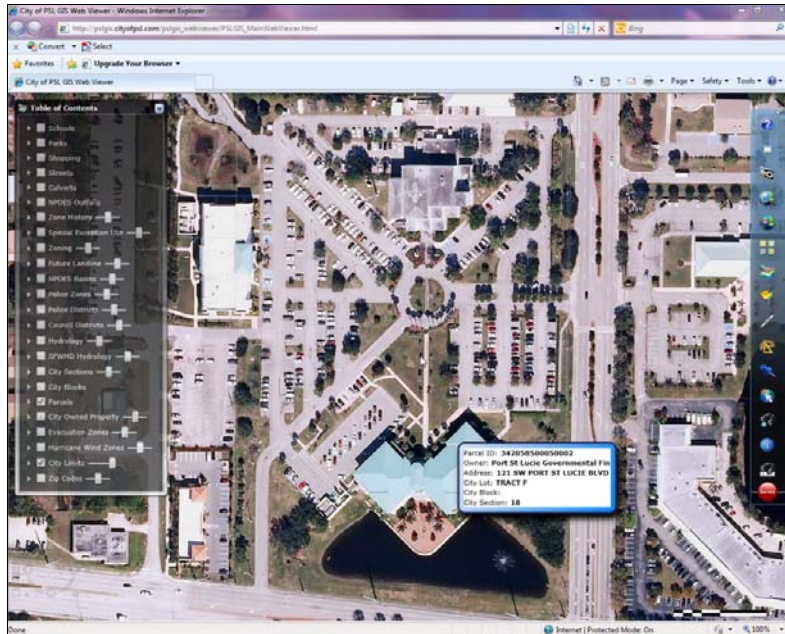 City of PSL GIS Web Viewer - Windows Internet Explorer
http://pslgis.cityofpsl.com/pslgis_webviewer/PSLGIS_MainWebViewer.html
Bing
x Convert Select
Favorites Upgrade Your Browser
City of PSL GIS Web Viewer
Page Safety Tools
Table of Contents
Schools
Parks
Shopping
Streets
Culverts
NPDES Outfalls
Zone History
Special Exception Use
Zoning
Future Landuse
NPDES Basins
Police Zones
Police Districts
Council Districts
Hydrology
SFWMD Hydrology
City Sections
City Blocks
Parcels
City Owned Property
Evacuation Zones
Hurricane Wind Zones
City Limits
Zip Codes
Parcel ID: 342058500050002
Owner: Port St Lucie Governmental Fin
Address: 121 SW PORT ST LUCIE BLVD
City Lot: TRACT F
City Block:
City Section: 18
Done
Internet | Protected Mode: On
100%